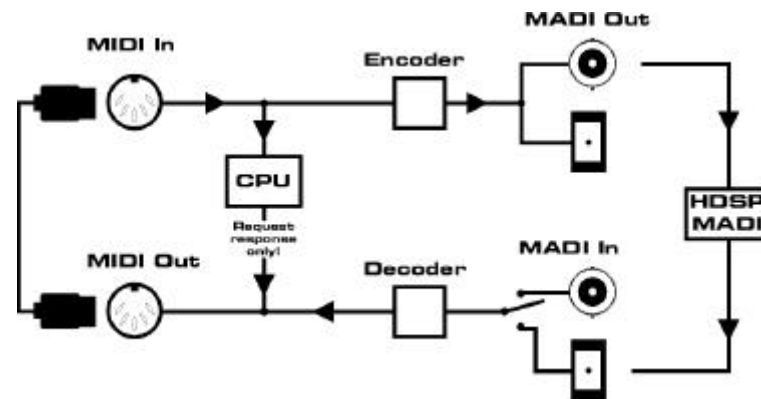 MADI Out
MIDI In
Encoder
CPU
HDSP
MADI
Request
response
only!
MADI In
MIDI Out
Decoder